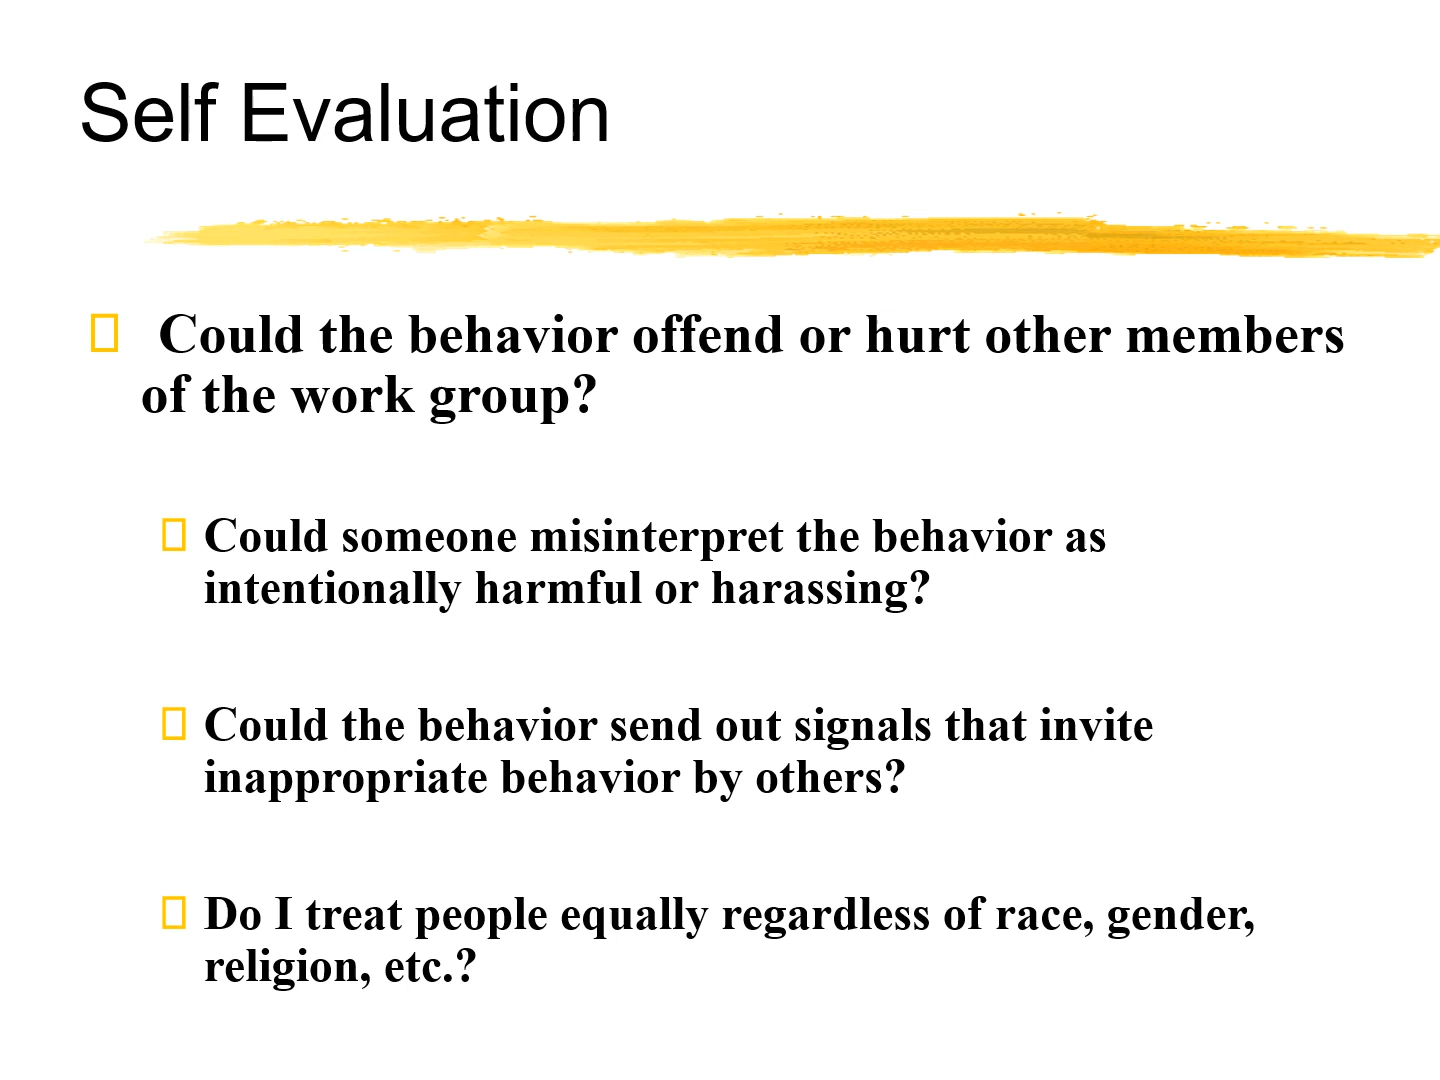 Self Evaluation
Could the behavior offend or hurt other members
of the work group?
Could someone misinterpret the behavior as
intentionally harmful or harassing?
Could the behavior send out signals that invite
inappropriate behavior by others?
Do I treat people equally regardless of race, gender,
religion, etc.?